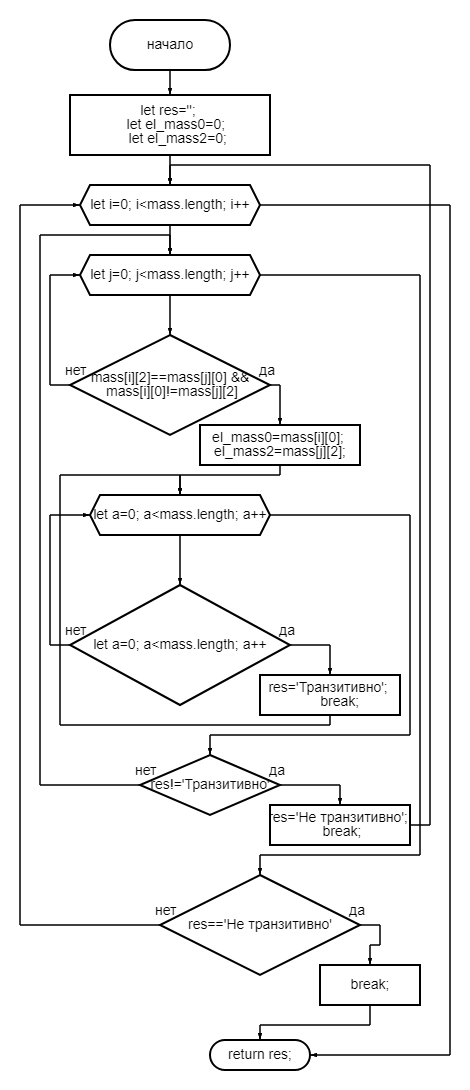 начало
let res='';
let el_mass0=0;
let el_mass2=0;
let i=0; i<mass.length; i++
let j=0; j<mass.length; j++
нет
да
mass[i][2]==mass[j][0] &&
mass[i][0]!=mass[j][2]
el_mass0=mass[i][0];
el_mass2=mass[j][2];
let a=0; a<mass.length; a++
нет
да
let a=0; a<mass.length; a++
res='Транзитивно';
break;
нет
да
res!='Транзитивно'
res='Не транзитивно';
break;
нет
да
res=='Не транзитивно'
break;
return res;